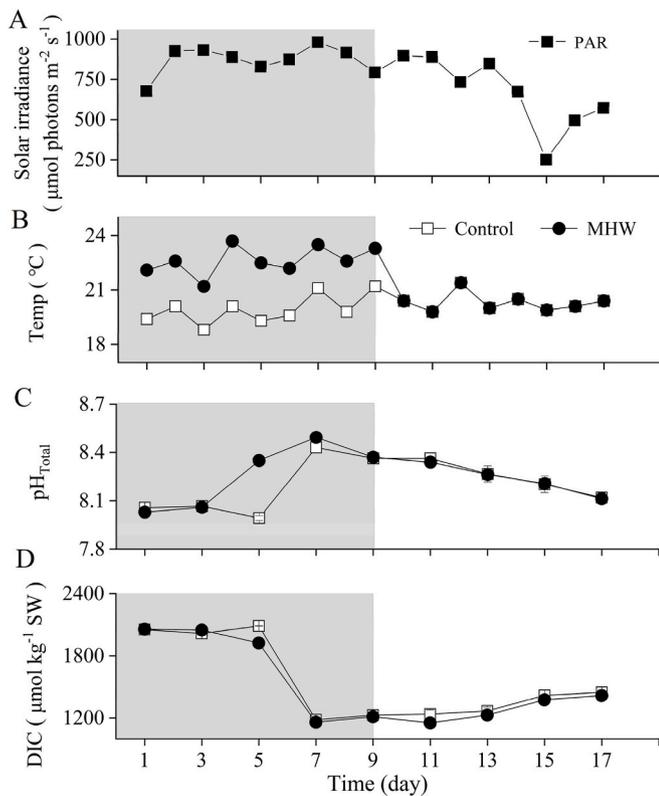 A
Solar irradiance
( μmol photons m⁻² s⁻¹)
1000
750
500
250
PAR
B
Temp ( °C)
24
21
18
Control
MHW
C
pH_Total
8.7
8.4
8.1
7.8
D
DIC ( μmol kg⁻¹ SW )
2400
1800
1200
1 3 5 7 9 11 13 15 17
Time (day)